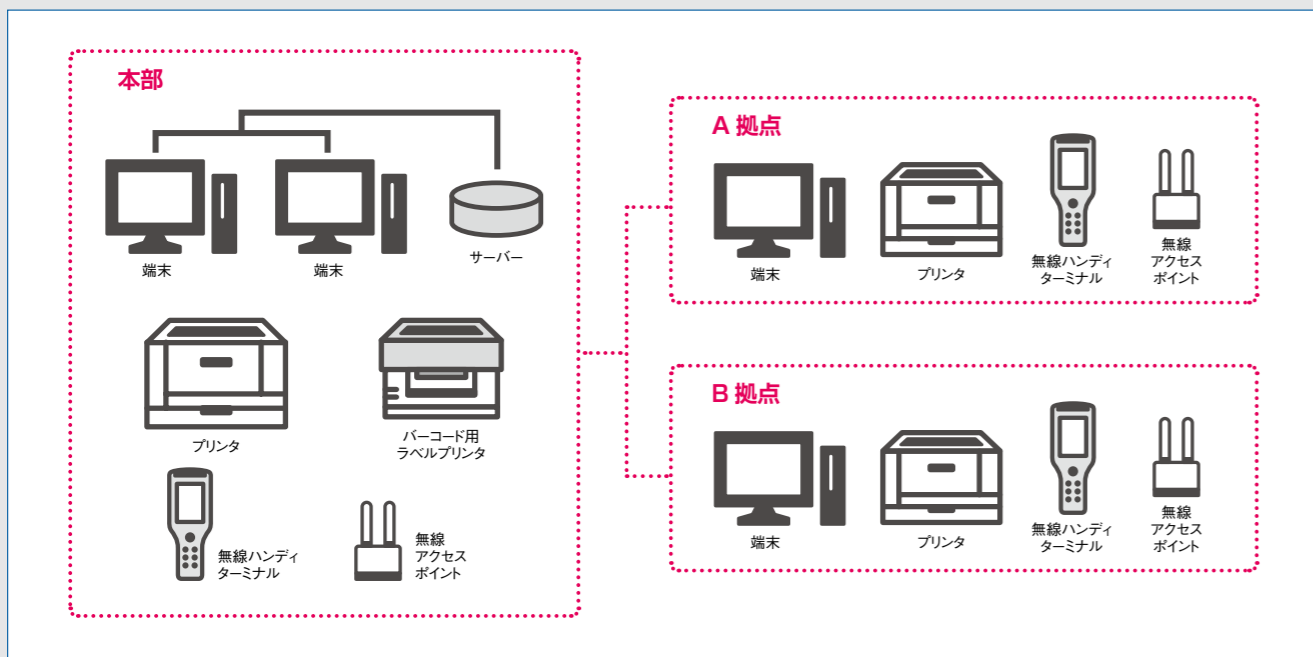 本部
端末
端末
サーバー
プリンタ
バーコード用
ラベルプリンタ
無線ハンディ
ターミナル
無線
アクセス
ポイント
A 拠点
端末
プリンタ
無線ハンディ
ターミナル
無線
アクセス
ポイント
B 拠点
端末
プリンタ
無線ハンディ
ターミナル
無線
アクセス
ポイント